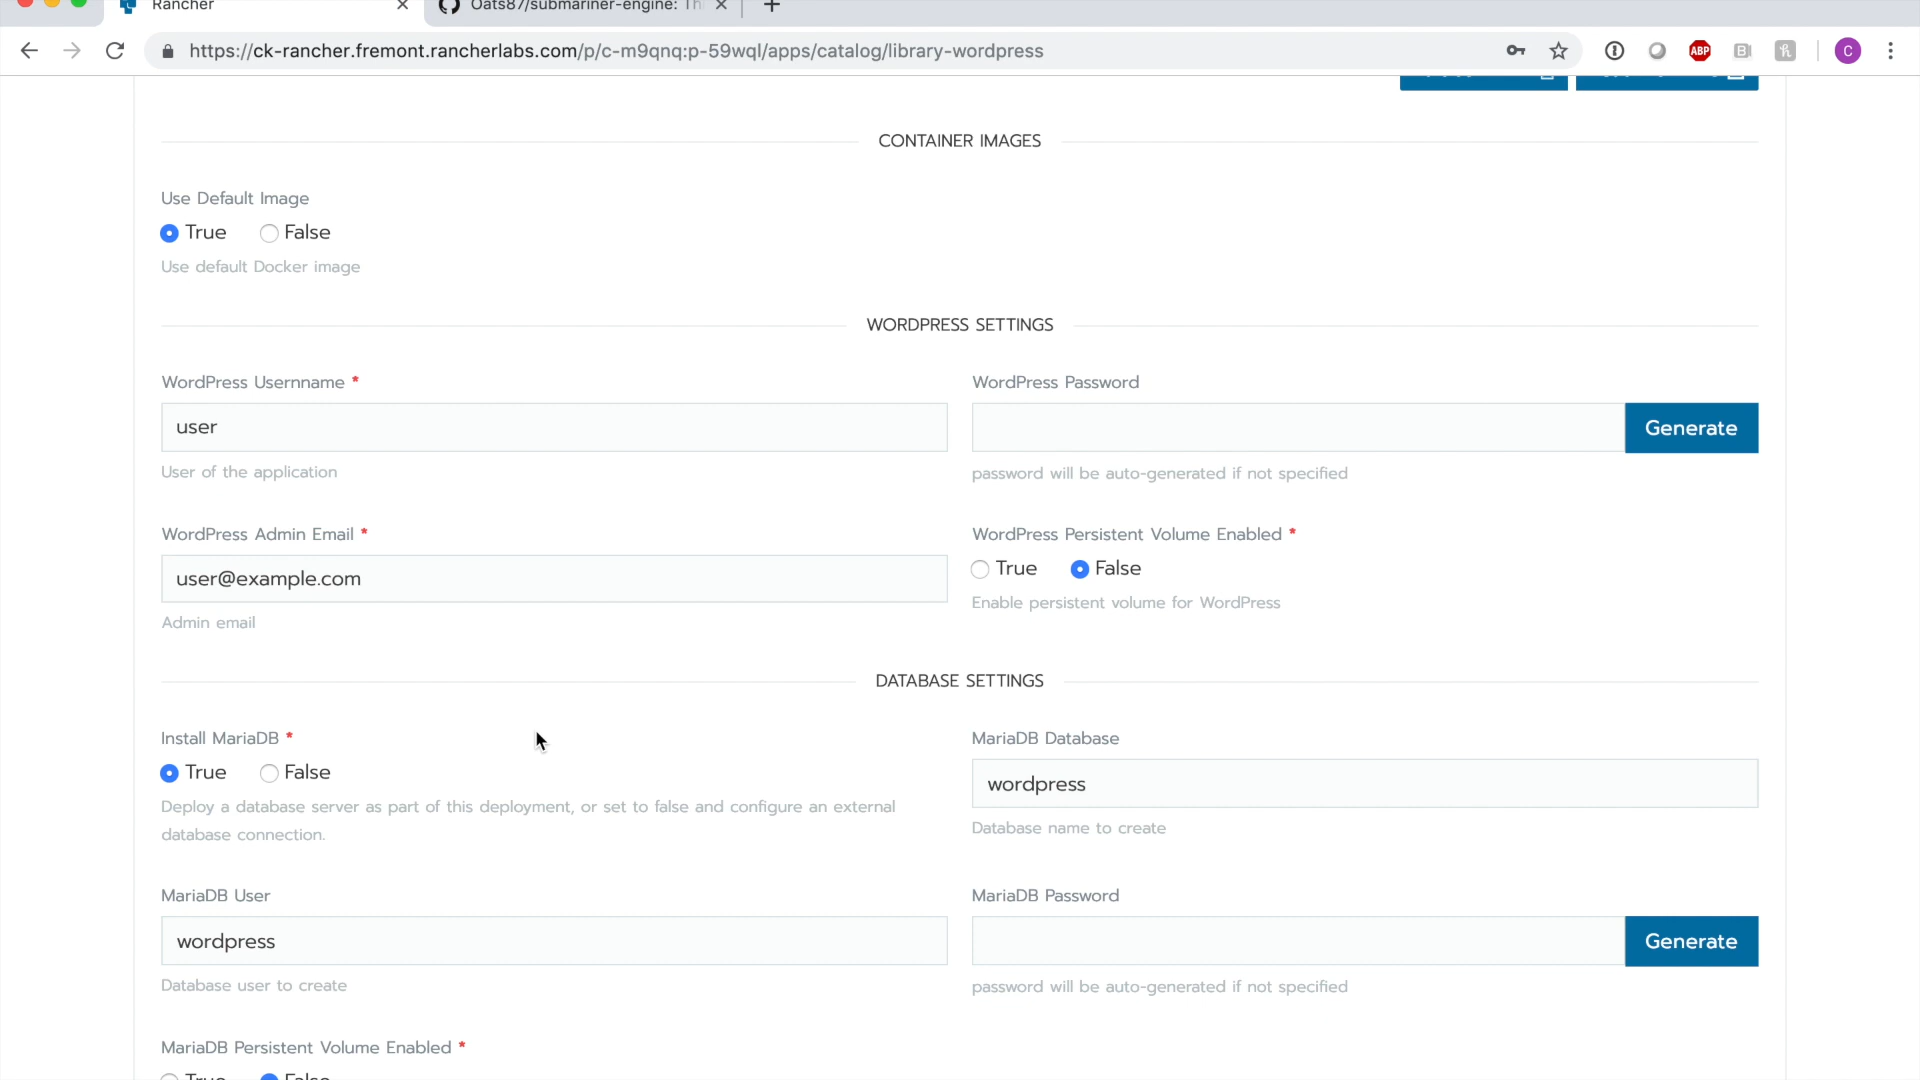 Rancher
Oats87/submariner-engine: Th
https://ck-rancher.fremont.rancherlabs.com/p/c-m9qnq:p-59wql/apps/catalog/library-wordpress
ABP
C
CONTAINER IMAGES
Use Default Image
True False
Use default Docker image
WORDPRESS SETTINGS
WordPress Usernname * WordPress Password
user Generate
User of the application password will be auto-generated if not specified
WordPress Admin Email * WordPress Persistent Volume Enabled *
user@example.com True False
Admin email Enable persistent volume for WordPress
DATABASE SETTINGS
Install MariaDB * MariaDB Database
True False wordpress
Deploy a database server as part of this deployment, or set to false and configure an external
database connection. Database name to create
MariaDB User MariaDB Password
wordpress Generate
Database user to create password will be auto-generated if not specified
MariaDB Persistent Volume Enabled *
True False